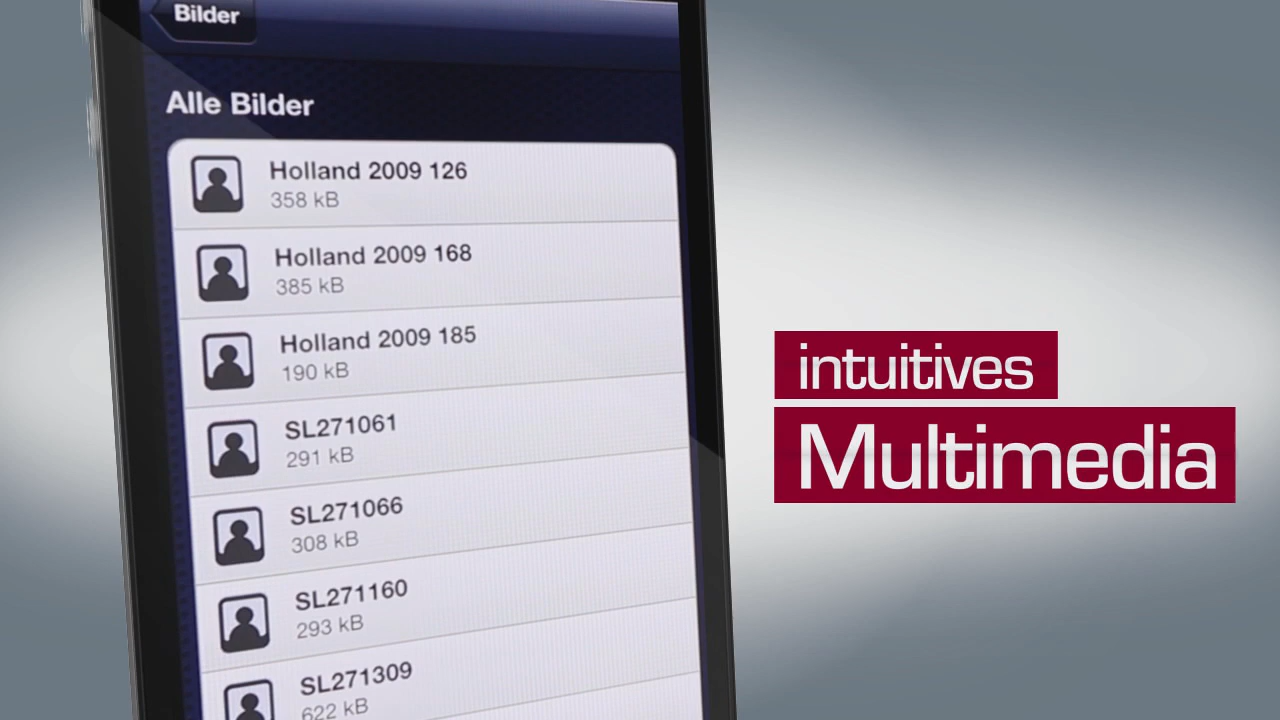 Bilder
Alle Bilder
Holland 2009 126
358 kB
Holland 2009 168
385 kB
Holland 2009 185
190 kB
SL271061
291 kB
SL271066
308 kB
SL271160
293 kB
SL271309
622 kB
intuitives
Multimedia